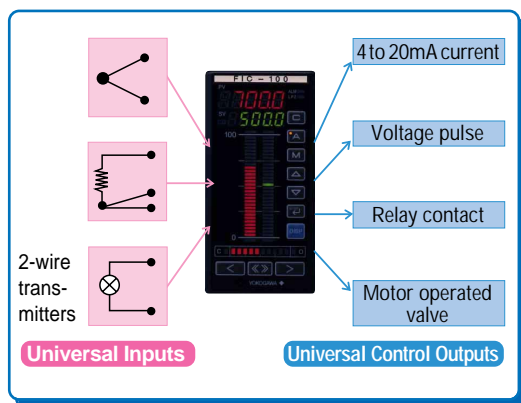 4 to 20mA current
FIC - 100
PV
700.0
SV
500.0
C
100
A
Voltage pulse
M
Relay contact
0
DISP
C
O
2-wire
trans-
mitters
< >
YOKOGAWA
Motor operated
valve
Universal Inputs
Universal Control Outputs